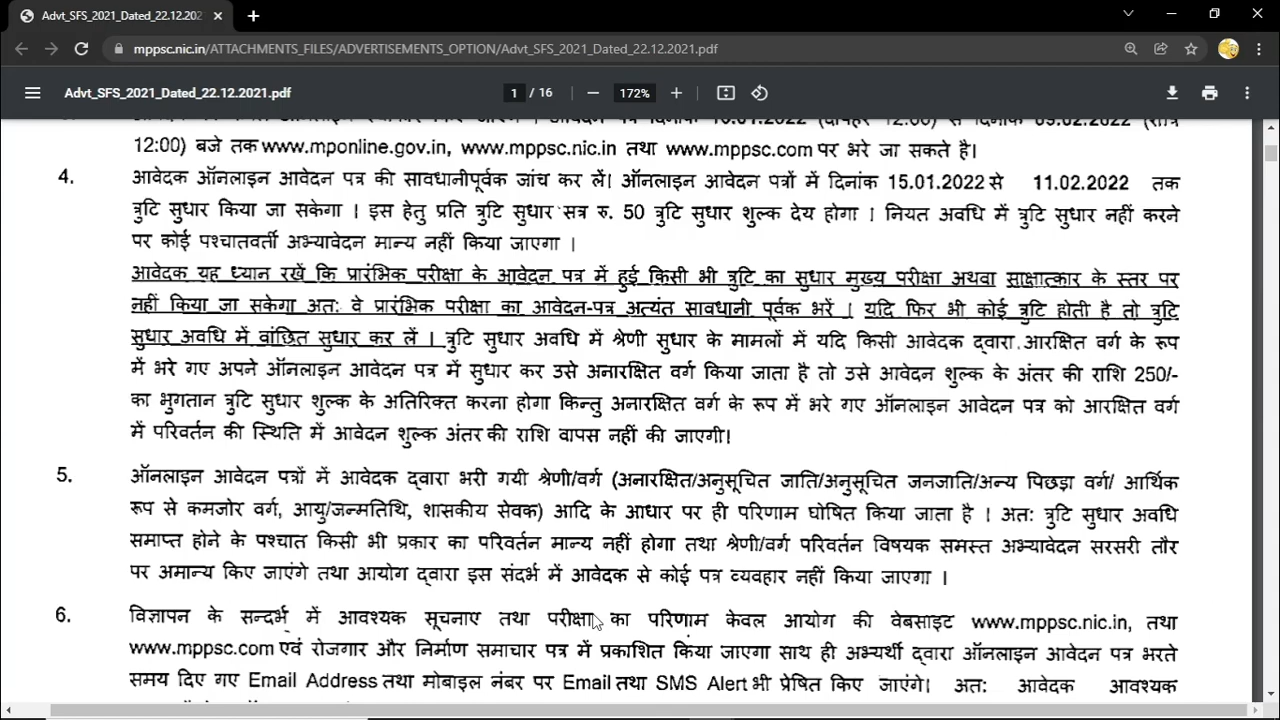 Advt_SFS_2021_Dated_22.12.202
mppsc.nic.in/ATTACHMENTS_FILES/ADVERTISEMENTS_OPTION/Advt_SFS_2021_Dated_22.12.2021.pdf
Advt_SFS_2021_Dated_22.12.2021.pdf
1 / 16
172%
12:00) बजे तक www.mponline.gov.in, www.mppsc.nic.in तथा www.mppsc.com पर भरे जा सकते है।
4. आवेदक ऑनलाइन आवेदन पत्र की सावधानीपूर्वक जांच कर लें। ऑनलाइन आवेदन पत्रों में दिनांक 15.01.2022 से 11.02.2022 तक
त्रुटि सुधार किया जा सकेगा । इस हेतु प्रति त्रुटि सुधार सत्र रु. 50 त्रुटि सुधार शुल्क देय होगा । नियत अवधि में त्रुटि सुधार नहीं करने
पर कोई पश्चातवर्ती अभ्यावेदन मान्य नहीं किया जाएगा ।
आवेदक यह ध्यान रखें कि प्रारंभिक परीक्षा के आवेदन पत्र में हुई किसी भी त्रुटि का सुधार मुख्य परीक्षा अथवा साक्षात्कार के स्तर पर
नहीं किया जा सकेगा अतः वे प्रारंभिक परीक्षा का आवेदन-पत्र अत्यंत सावधानी पूर्वक भरें । यदि फिर भी कोई त्रुटि होती है तो त्रुटि
सुधार अवधि में वांछित सुधार कर लें । त्रुटि सुधार अवधि में श्रेणी सुधार के मामलों में यदि किसी आवेदक द्वारा आरक्षित वर्ग के रूप
में भरे गए अपने ऑनलाइन आवेदन पत्र में सुधार कर उसे अनारक्षित वर्ग किया जाता है तो उसे आवेदन शुल्क के अंतर की राशि 250/-
का भुगतान त्रुटि सुधार शुल्क के अतिरिक्त करना होगा किन्तु अनारक्षित वर्ग के रूप में भरे गए ऑनलाइन आवेदन पत्र को आरक्षित वर्ग
में परिवर्तन की स्थिति में आवेदन शुल्क अंतर की राशि वापस नहीं की जाएगी।
5. ऑनलाइन आवेदन पत्रों में आवेदक द्वारा भरी गयी श्रेणी/वर्ग (अनारक्षित/अनुसूचित जाति/अनुसूचित जनजाति/अन्य पिछड़ा वर्ग/ आर्थिक
रूप से कमजोर वर्ग, आयु/जन्मतिथि, शासकीय सेवक) आदि के आधार पर ही परिणाम घोषित किया जाता है । अतः त्रुटि सुधार अवधि
समाप्त होने के पश्चात किसी भी प्रकार का परिवर्तन मान्य नहीं होगा तथा श्रेणी/वर्ग परिवर्तन विषयक समस्त अभ्यावेदन सरसरी तौर
पर अमान्य किए जाएंगे तथा आयोग द्वारा इस संदर्भ में आवेदक से कोई पत्र व्यवहार नहीं किया जाएगा ।
6. विज्ञापन के सन्दर्भ में आवश्यक सूचनाए तथा परीक्षा का परिणाम केवल आयोग की वेबसाइट www.mppsc.nic.in, तथा
www.mppsc.com एवं रोजगार और निर्माण समाचार पत्र में प्रकाशित किया जाएगा साथ ही अभ्यर्थी द्वारा ऑनलाइन आवेदन पत्र भरते
समय दिए गए Email Address तथा मोबाइल नंबर पर Email तथा SMS Alert भी प्रेषित किए जाएंगे। अतः आवेदक आवश्यक